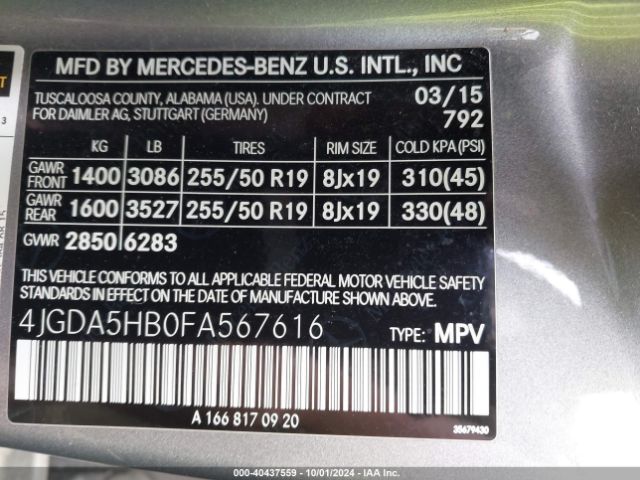 MFD BY MERCEDES-BENZ U.S. INTL., INC
TUSCALOOSA COUNTY, ALABAMA (USA). UNDER CONTRACT 03/15
FOR DAIMLER AG, STUTTGART (GERMANY) 792
KG LB TIRES RIM SIZE COLD KPA (PSI)
GAWR FRONT 1400 3086 255/50 R19 8Jx19 310(45)
GAWR REAR 1600 3527 255/50 R19 8Jx19 330(48)
GVWR 2850 6283
THIS VEHICLE CONFORMS TO ALL APPLICABLE FEDERAL MOTOR VEHICLE SAFETY
STANDARDS IN EFFECT ON THE DATE OF MANUFACTURE SHOWN ABOVE.
4JGDA5HB0FA567616 TYPE: MPV
A 166 817 09 20
35679430
000-40437559 - 10/01/2024 - IAA Inc.